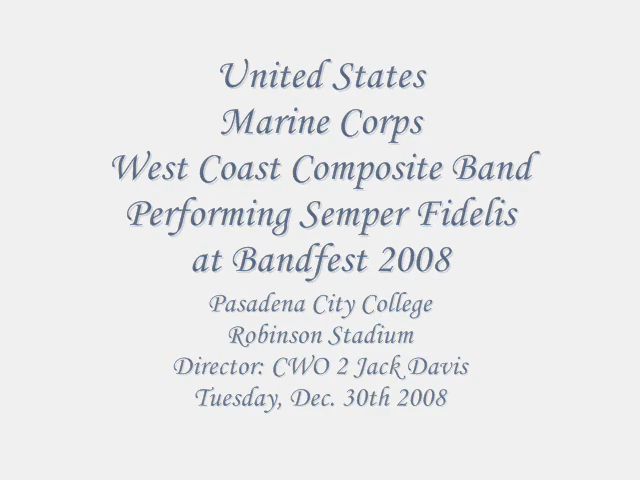 United States
Marine Corps
West Coast Composite Band
Performing Semper Fidelis
at Bandfest 2008
Pasadena City College
Robinson Stadium
Director: CWO 2 Jack Davis
Tuesday, Dec. 30th 2008